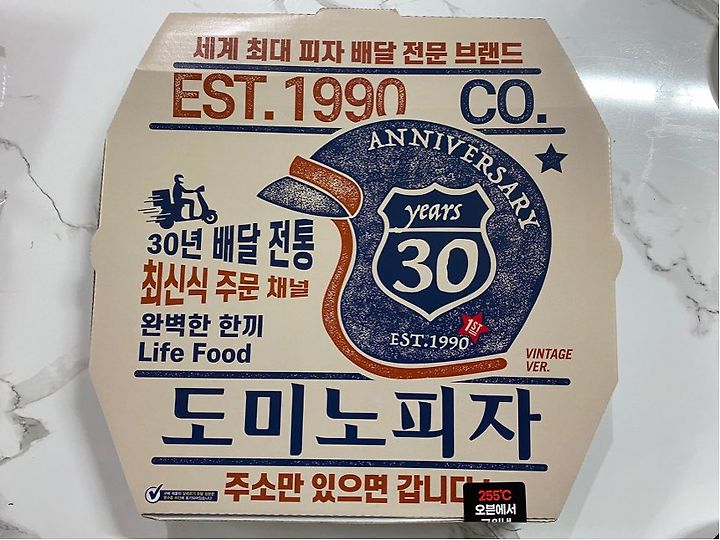 세계 최대 피자 배달 전문 브랜드
EST. 1990 CO.
ANNIVERSARY
years
30
1ST
EST.1990
30년 배달 전통
최신식 주문 채널
완벽한 한끼
Life Food
VINTAGE
VER.
도미노피자
주소만 있으면 갑니다
255℃
오븐에서